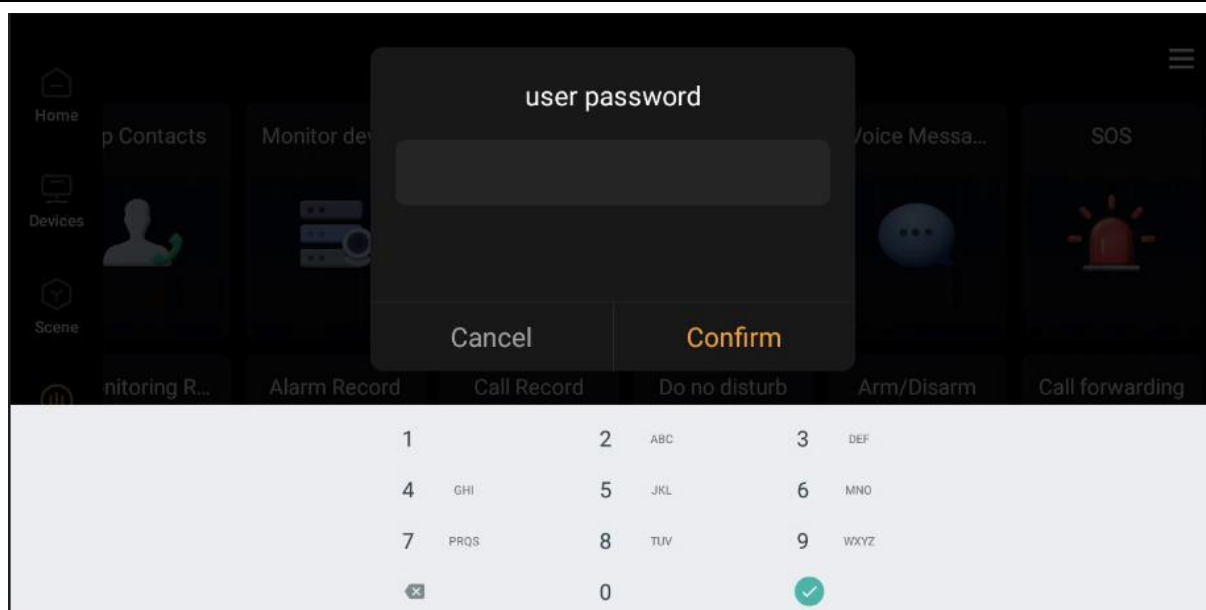 user password
Home
p Contacts
Monitor dev
Voice Messa...
SOS
Devices
Scene
Cancel
Confirm
nitoring R...
Alarm Record
Call Record
Do no disturb
Arm/Disarm
Call forwarding
1
2 ABC
3 DEF
4 GHI
5 JKL
6 MNO
7 PRQS
8 TUV
9 WXYZ
0